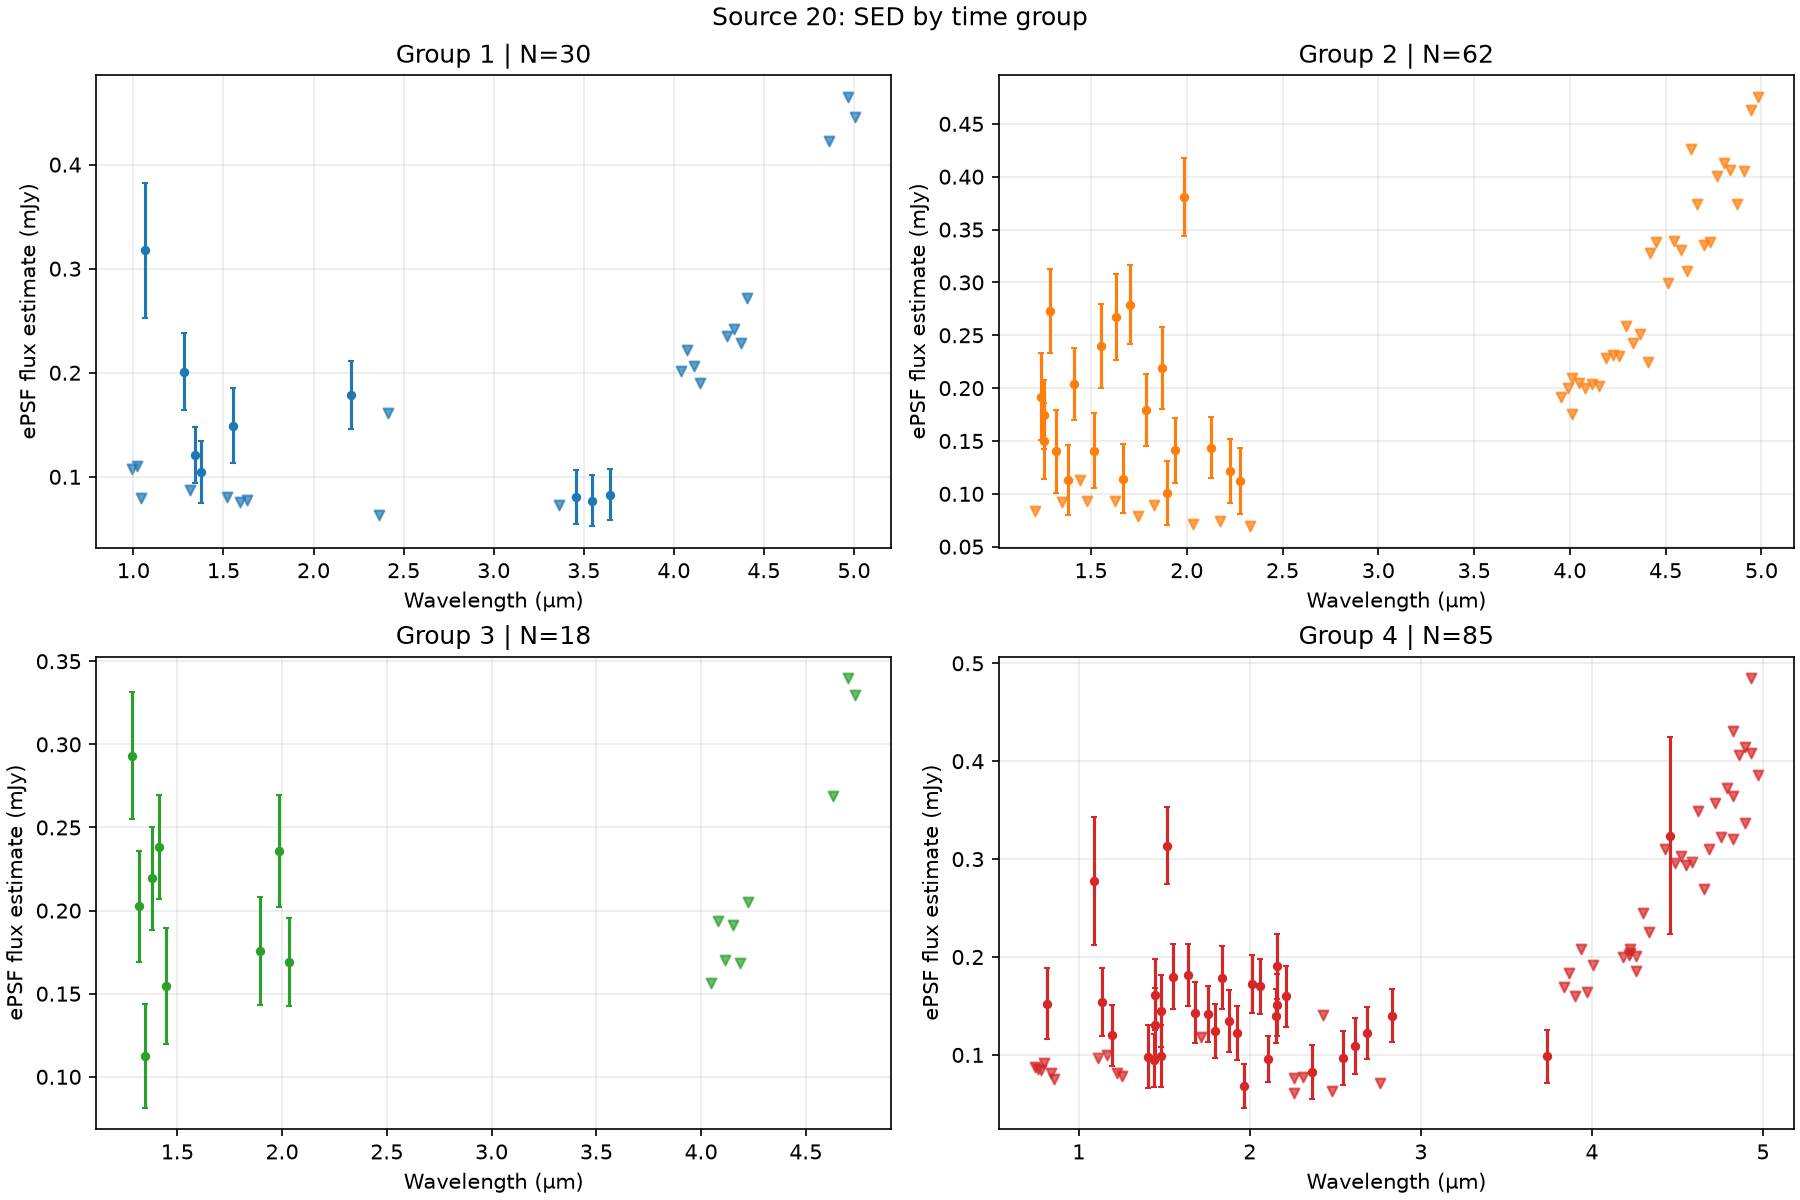 Source 20: SED by time group
Group 1 | N=30
ePSF flux estimate (mJy)
0.4
0.3
0.2
0.1
1.0 1.5 2.0 2.5 3.0 3.5 4.0 4.5 5.0
Wavelength (μm)
Group 2 | N=62
ePSF flux estimate (mJy)
0.45
0.40
0.35
0.30
0.25
0.20
0.15
0.10
0.05
1.5 2.0 2.5 3.0 3.5 4.0 4.5 5.0
Wavelength (μm)
Group 3 | N=18
ePSF flux estimate (mJy)
0.35
0.30
0.25
0.20
0.15
0.10
1.5 2.0 2.5 3.0 3.5 4.0 4.5
Wavelength (μm)
Group 4 | N=85
ePSF flux estimate (mJy)
0.5
0.4
0.3
0.2
0.1
1 2 3 4 5
Wavelength (μm)